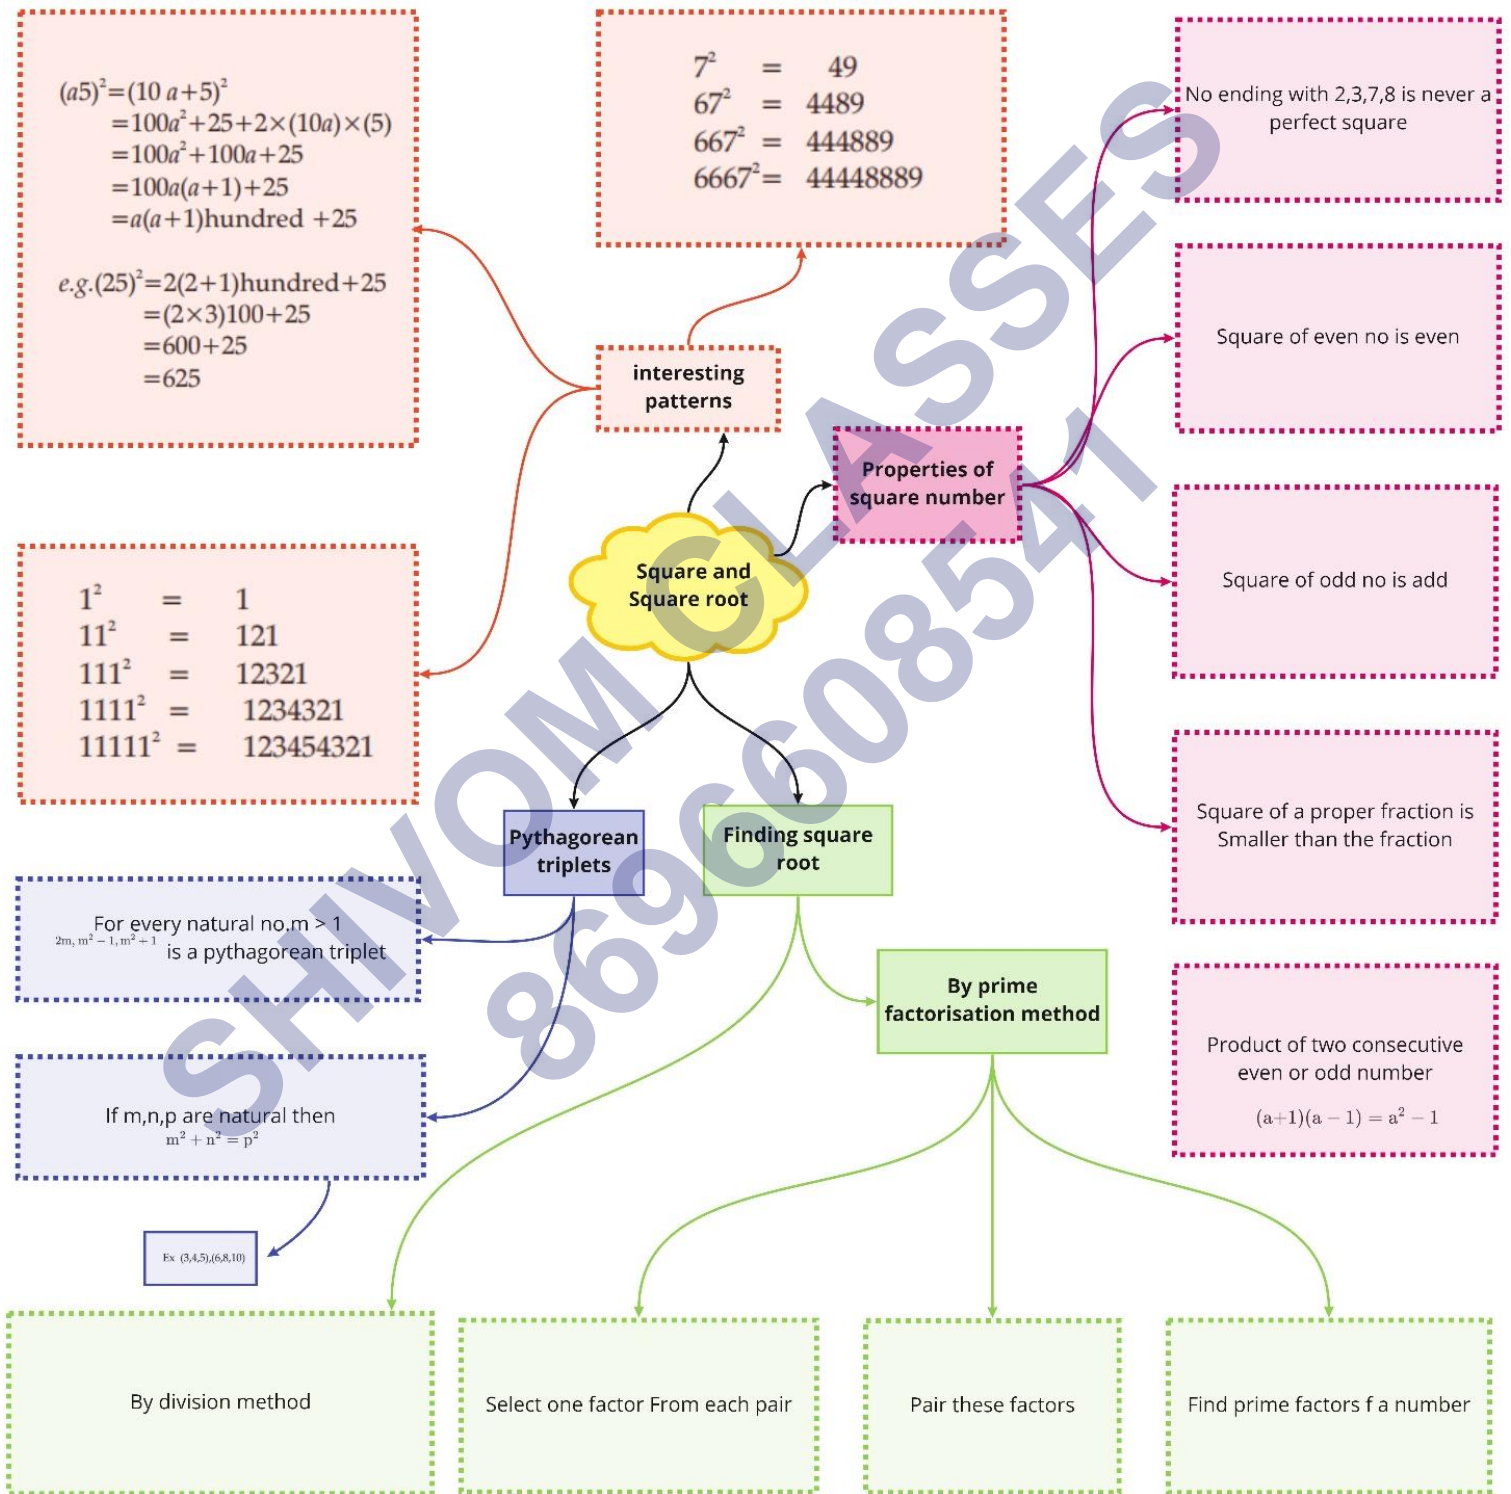 (a5)²=(10 a+5)²
=100a²+25+2×(10a)×(5)
=100a²+100a+25
=100a(a+1)+25
=a(a+1)hundred +25
e.g.(25)²=2(2+1)hundred+25
=(2×3)100+25
=600+25
=625
7² = 49
67² = 4489
667² = 444889
6667²= 44448889
No ending with 2,3,7,8 is never a
perfect square
Square of even no is even
interesting
patterns
Properties of
square number
Square and
Square root
Square of odd no is add
1² = 1
11² = 121
111² = 12321
1111² = 1234321
11111² = 123454321
Square of a proper fraction is
Smaller than the fraction
Pythagorean
triplets
Finding square
root
For every natural no.m > 1
2m, m² − 1, m² + 1 is a pythagorean triplet
By prime
factorisation method
Product of two consecutive
even or odd number
(a+1)(a − 1) = a² − 1
If m,n,p are natural then
m² + n² = p²
Ex (3,4,5),(6,8,10)
By division method
Select one factor From each pair
Pair these factors
Find prime factors f a number
SHIVOM CLASSES
8696608541